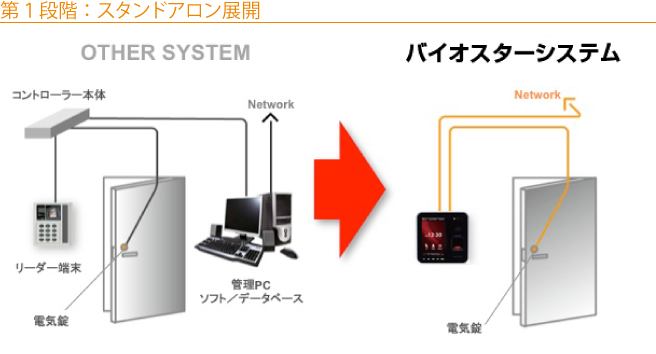 第1段階：スタンドアロン展開
OTHER SYSTEM
バイオスターシステム
コントローラー本体
Network
Network
リーダー端末
管理PC
ソフト／データベース
電気錠
電気錠
12:30